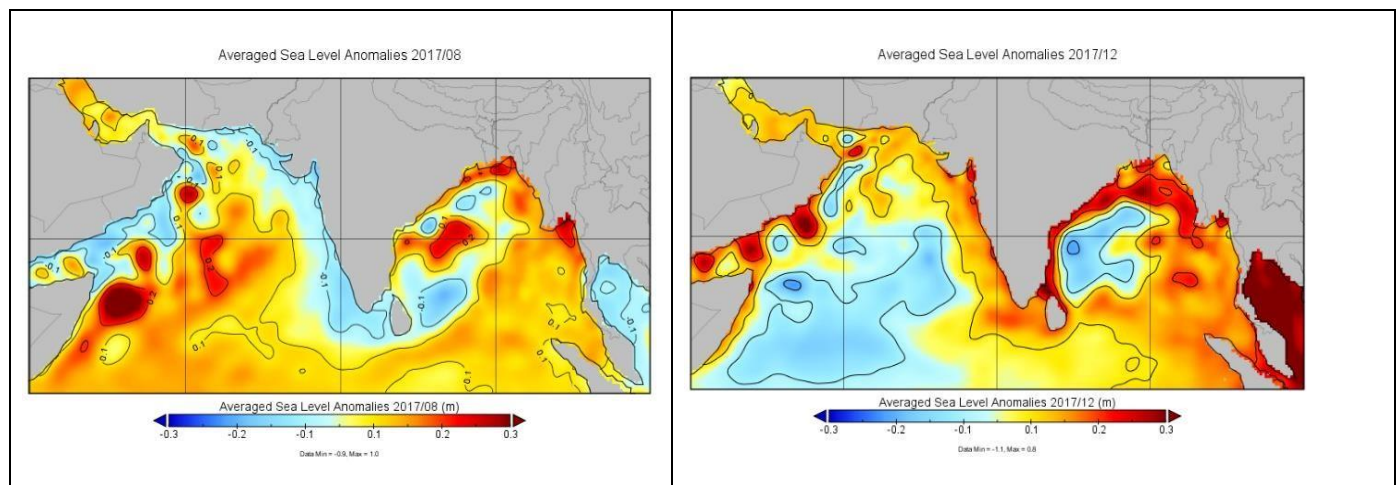 Averaged Sea Level Anomalies 2017/08
Averaged Sea Level Anomalies 2017/08 (m)
-0.3 -0.2 -0.1 0.1 0.2 0.3
Data Min = -0.9, Max = 1.0
Averaged Sea Level Anomalies 2017/12
Averaged Sea Level Anomalies 2017/12 (m)
-0.3 -0.2 -0.1 0.1 0.2 0.3
Data Min = -1.1, Max = 0.8